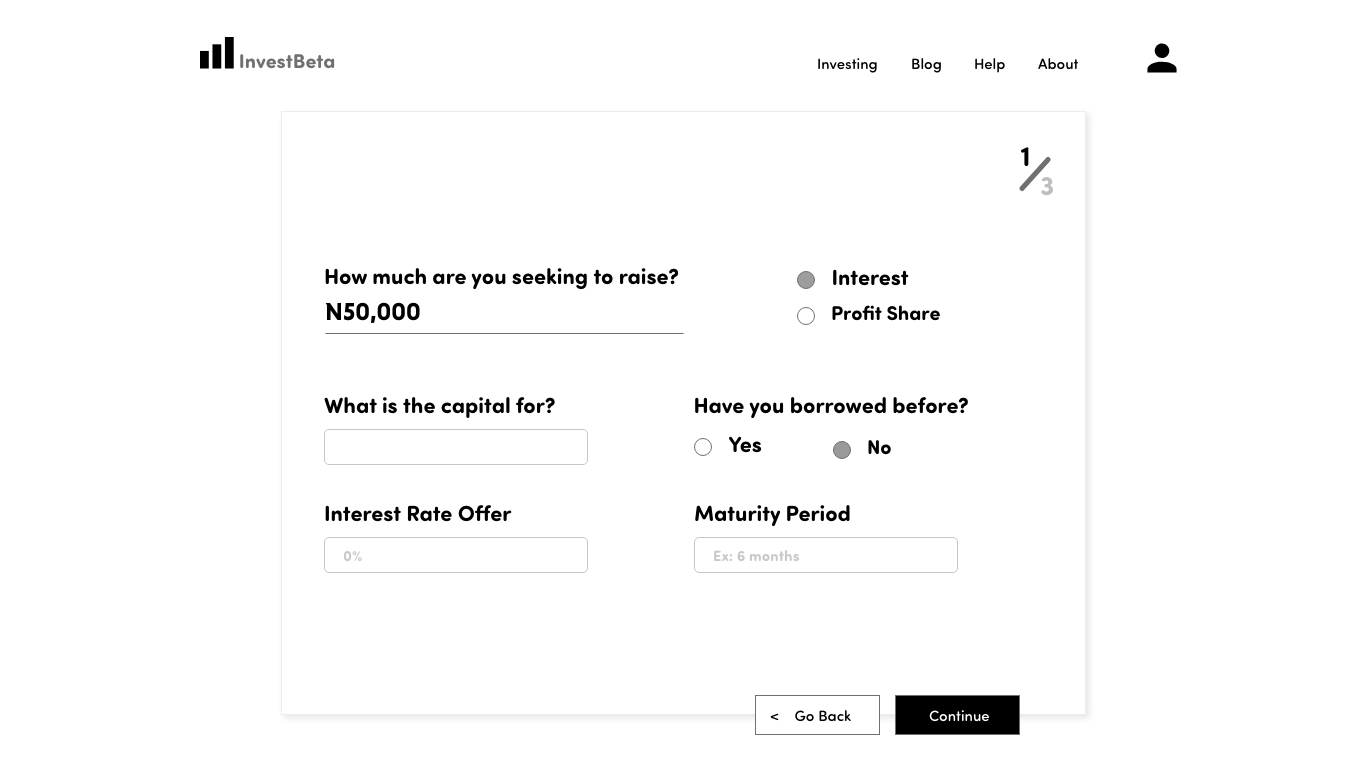 InvestBeta
Investing
Blog
Help
About
1
3
How much are you seeking to raise?
N50,000
Interest
Profit Share
What is the capital for?
Have you borrowed before?
Yes
No
Interest Rate Offer
0%
Maturity Period
Ex: 6 months
< Go Back
Continue